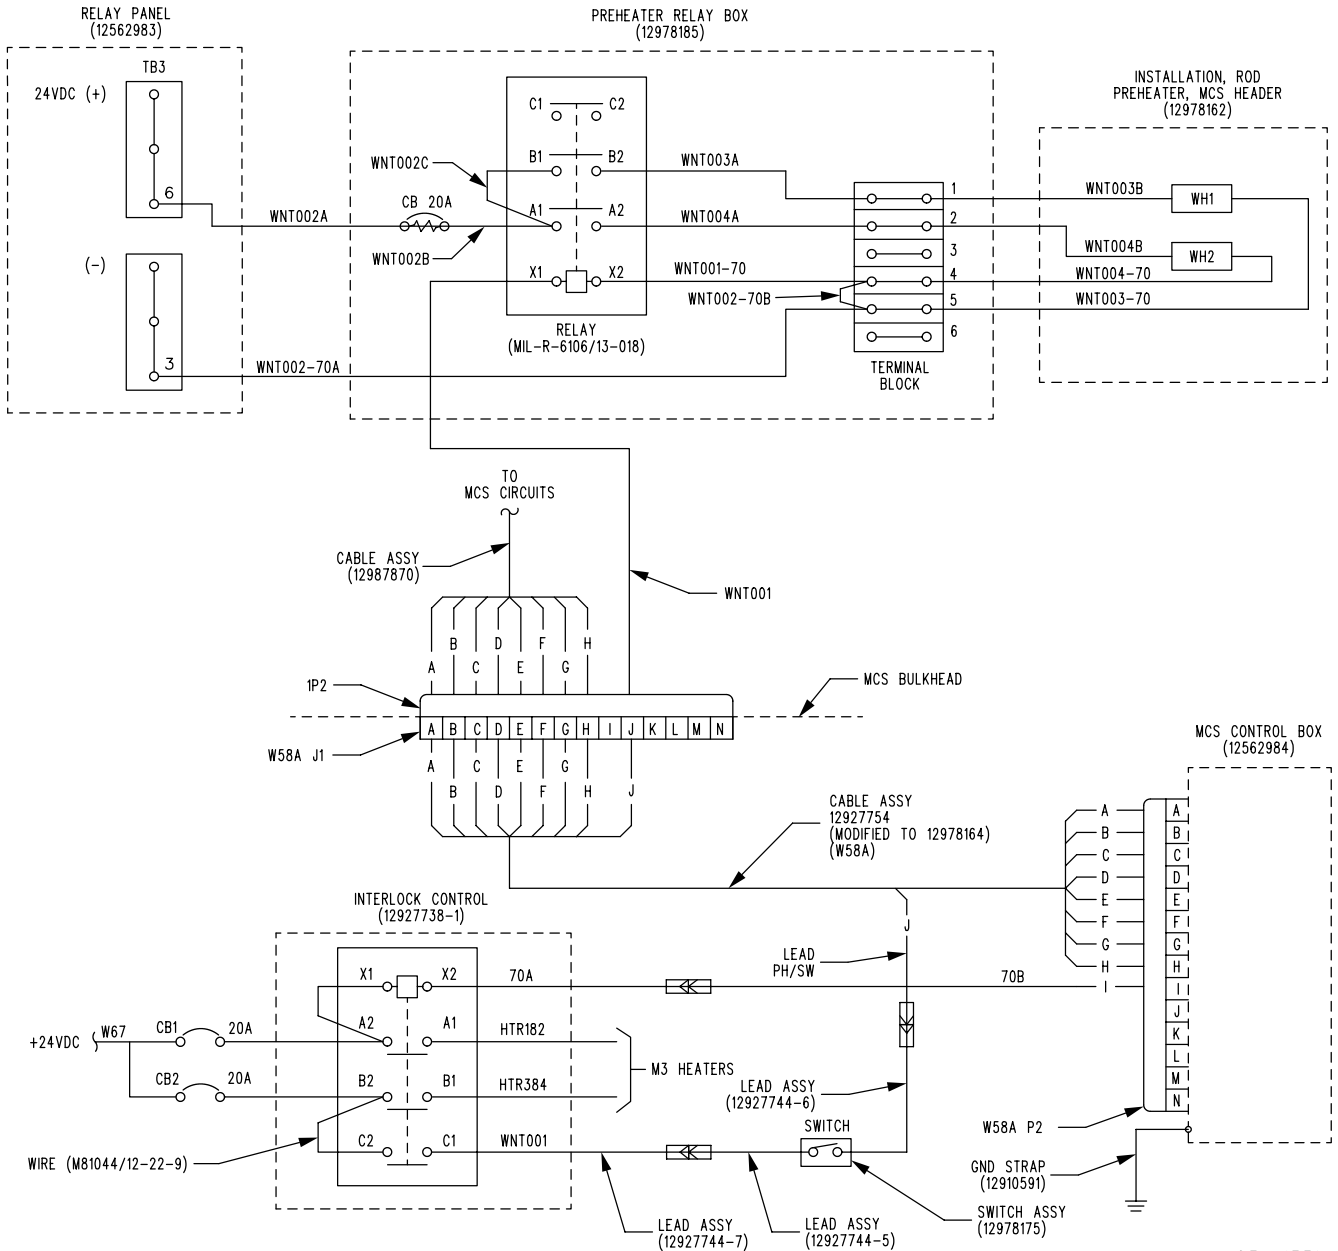 RELAY PANEL
(12562983)
PREHEATER RELAY BOX
(12978185)
INSTALLATION, ROD
PREHEATER, MCS HEADER
(12978162)
TB3
24VDC (+)
6
(-)
3
WNT002A
WNT002-70A
WNT002C
CB 20A
WNT002B
C1 C2
B1 B2
A1 A2
X1 X2
RELAY
(MIL-R-6106/13-018)
WNT003A
WNT004A
WNT001-70
WNT002-70B
1
2
3
4
5
6
TERMINAL
BLOCK
WNT003B
WH1
WNT004B
WH2
WNT004-70
WNT003-70
TO
MCS CIRCUITS
CABLE ASSY
(12987870)
WNT001
B D F H
A C E G
1P2
MCS BULKHEAD
A B C D E F G H I J K L M N
W58A J1
A C E G
B D F H J
MCS CONTROL BOX
(12562984)
CABLE ASSY
12927754
(MODIFIED TO 12978164)
(W58A)
A A
B B
C C
D D
E E
F F
G G
H H
I I
J
K
L
M
N
W58A P2
GND STRAP
(12910591)
INTERLOCK CONTROL
(12927738-1)
J
LEAD
PH/SW
X1 X2
70A
70B
+24VDC
W67
CB1 20A
A2 A1
HTR182
M3 HEATERS
CB2 20A
B2 B1
HTR384
LEAD ASSY
(12927744-6)
SWITCH
C2 C1
WNT001
WIRE (M81044/12-22-9)
LEAD ASSY
(12927744-7)
LEAD ASSY
(12927744-5)
SWITCH ASSY
(12978175)